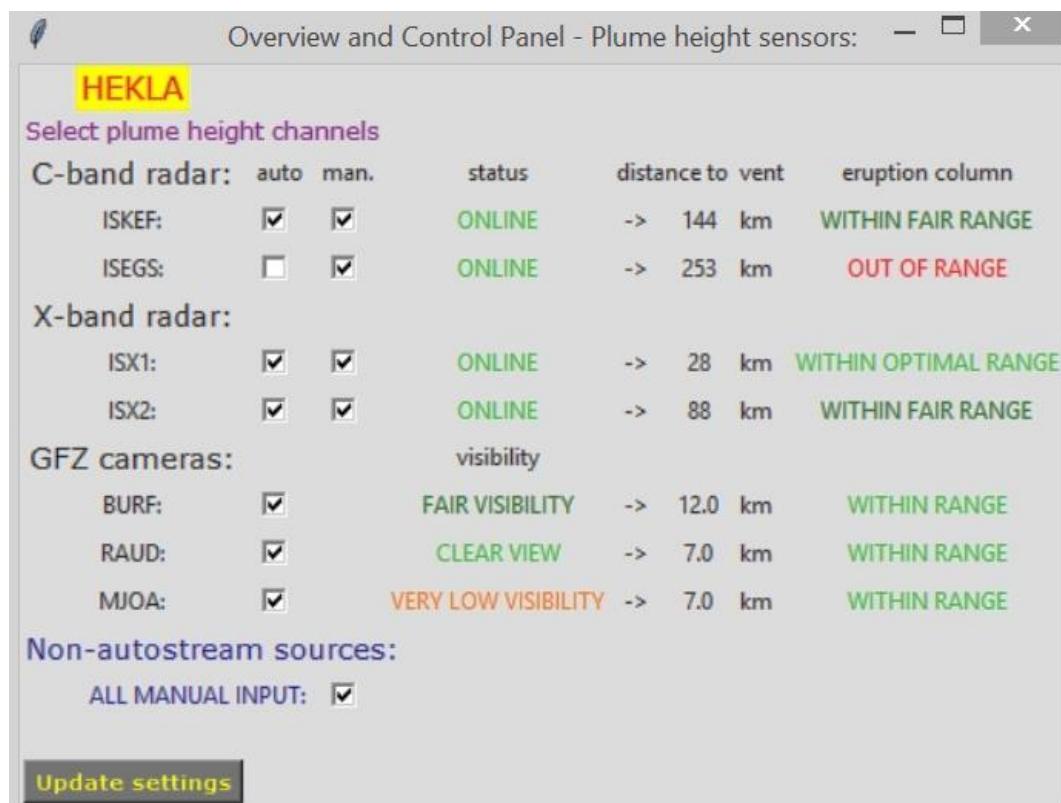 Overview and Control Panel - Plume height sensors:
HEKLA
Select plume height channels
C-band radar: auto man. status distance to vent eruption column
ISKEF: ONLINE -> 144 km WITHIN FAIR RANGE
ISEGS: ONLINE -> 253 km OUT OF RANGE
X-band radar:
ISX1: ONLINE -> 28 km WITHIN OPTIMAL RANGE
ISX2: ONLINE -> 88 km WITHIN FAIR RANGE
GFZ cameras: visibility
BURF: FAIR VISIBILITY -> 12.0 km WITHIN RANGE
RAUD: CLEAR VIEW -> 7.0 km WITHIN RANGE
MJOA: VERY LOW VISIBILITY -> 7.0 km WITHIN RANGE
Non-autostream sources:
ALL MANUAL INPUT:
Update settings